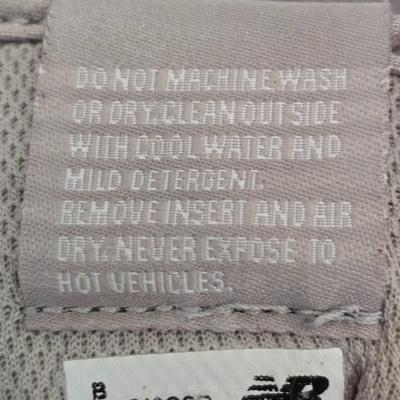 DO NOT MACHINE WASH
OR DRY. CLEAN OUTSIDE
WITH COOL WATER AND
MILD DETERGENT.
REMOVE INSERT AND AIR
DRY. NEVER EXPOSE TO
HOT VEHICLES.
B
NB